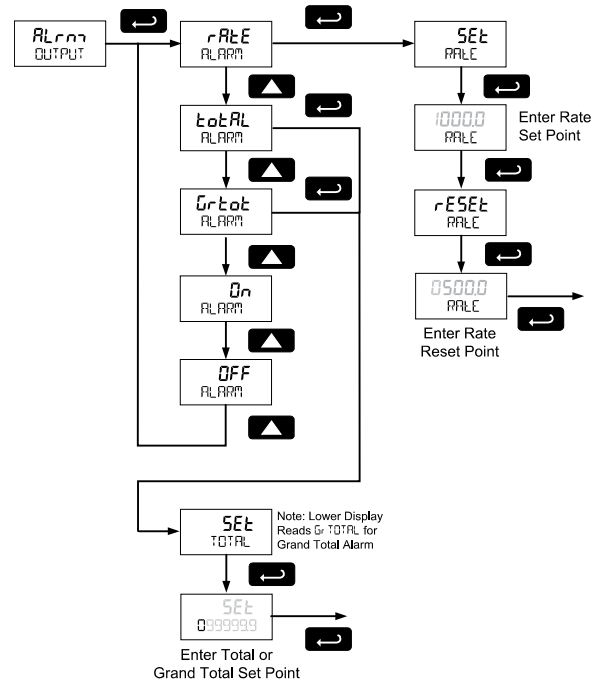 ALrm
OUTPUT
rAtE
ALARM
totAL
ALARM
Grtot
ALARM
On
ALARM
OFF
ALARM
SEt
RATE
1000.0
RATE
Enter Rate
Set Point
rESEt
RATE
0500.0
RATE
Enter Rate
Reset Point
SEt
TOTAL
Note: Lower Display
Reads Gr TOTAL for
Grand Total Alarm
SEt
099999.9
Enter Total or
Grand Total Set Point